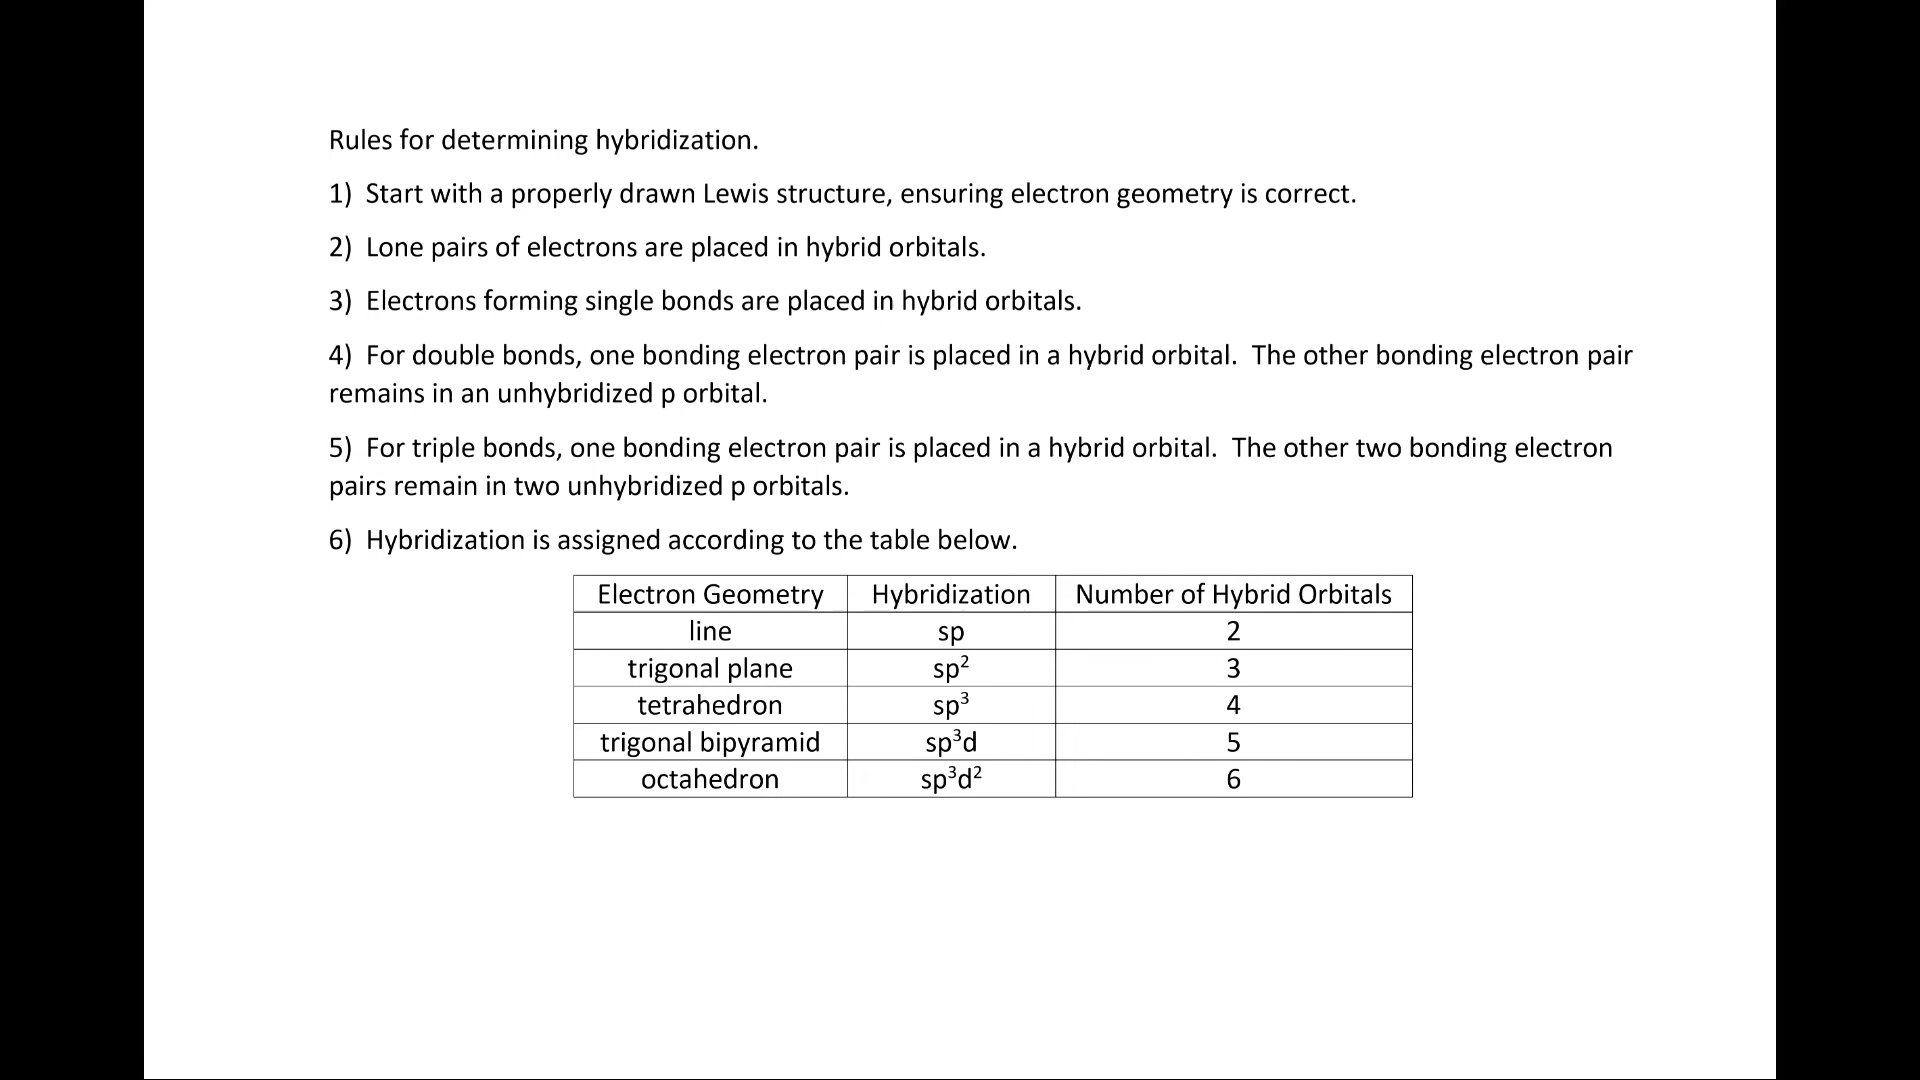 Rules for determining hybridization.
1) Start with a properly drawn Lewis structure, ensuring electron geometry is correct.
2) Lone pairs of electrons are placed in hybrid orbitals.
3) Electrons forming single bonds are placed in hybrid orbitals.
4) For double bonds, one bonding electron pair is placed in a hybrid orbital. The other bonding electron pair
remains in an unhybridized p orbital.
5) For triple bonds, one bonding electron pair is placed in a hybrid orbital. The other two bonding electron
pairs remain in two unhybridized p orbitals.
6) Hybridization is assigned according to the table below.
Electron Geometry Hybridization Number of Hybrid Orbitals
line sp 2
trigonal plane sp² 3
tetrahedron sp³ 4
trigonal bipyramid sp³d 5
octahedron sp³d² 6